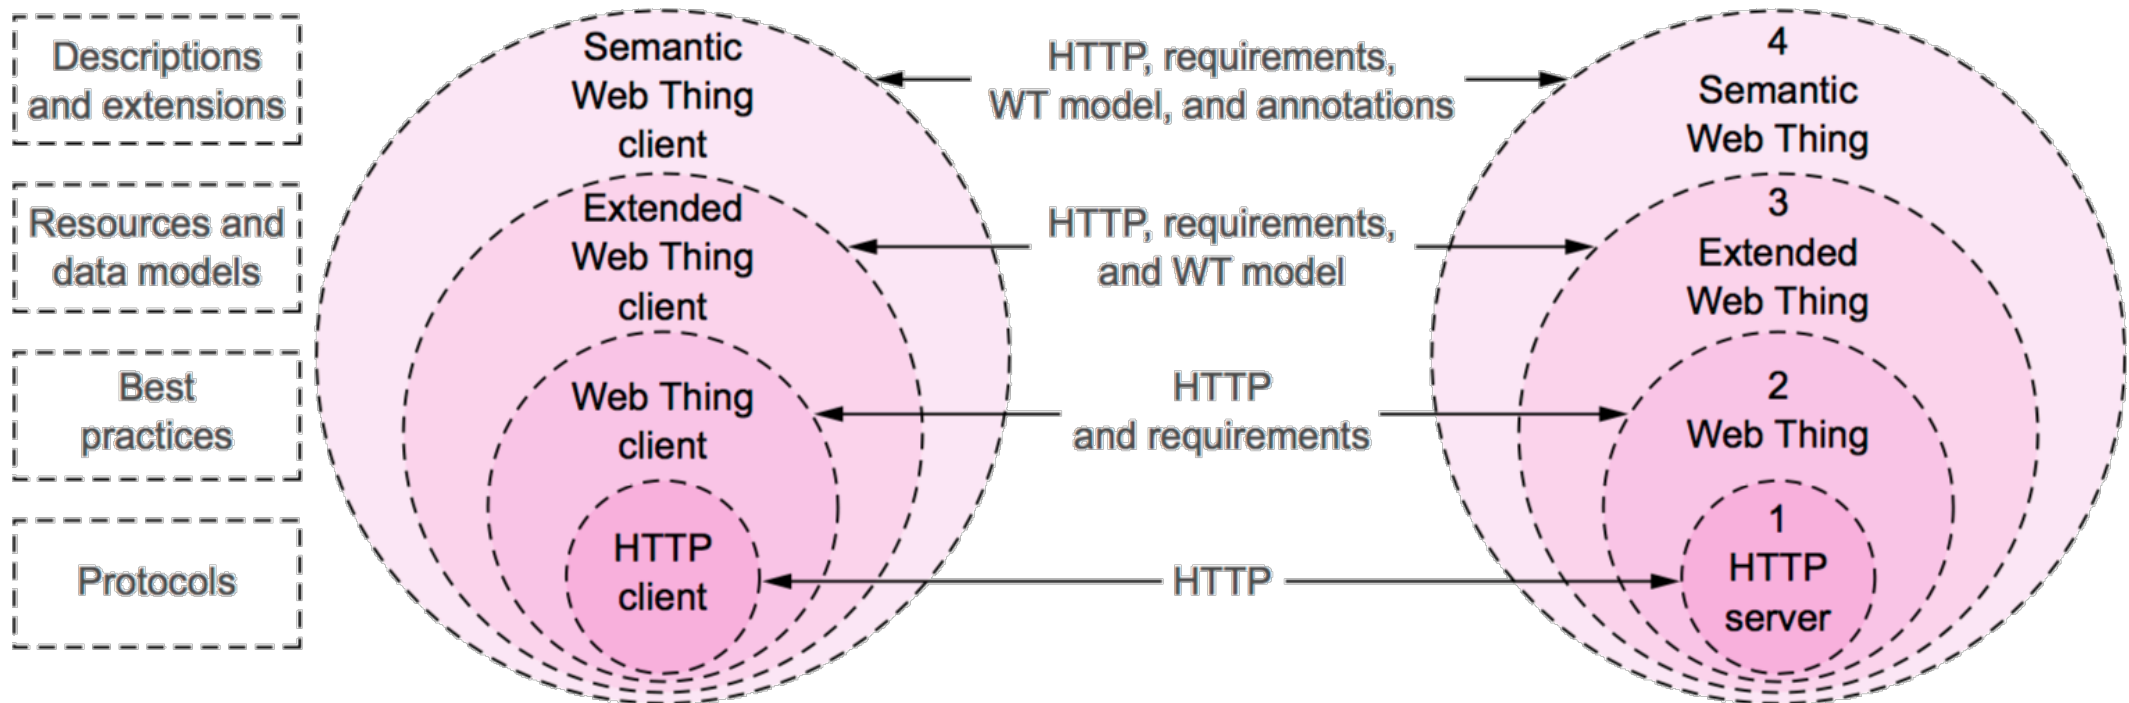 Descriptions
and extensions
Resources and
data models
Best
practices
Protocols
Semantic
Web Thing
client
Extended
Web Thing
client
Web Thing
client
HTTP
client
HTTP, requirements,
WT model, and annotations
HTTP, requirements,
and WT model
HTTP
and requirements
HTTP
4
Semantic
Web Thing
3
Extended
Web Thing
2
Web Thing
1
HTTP
server